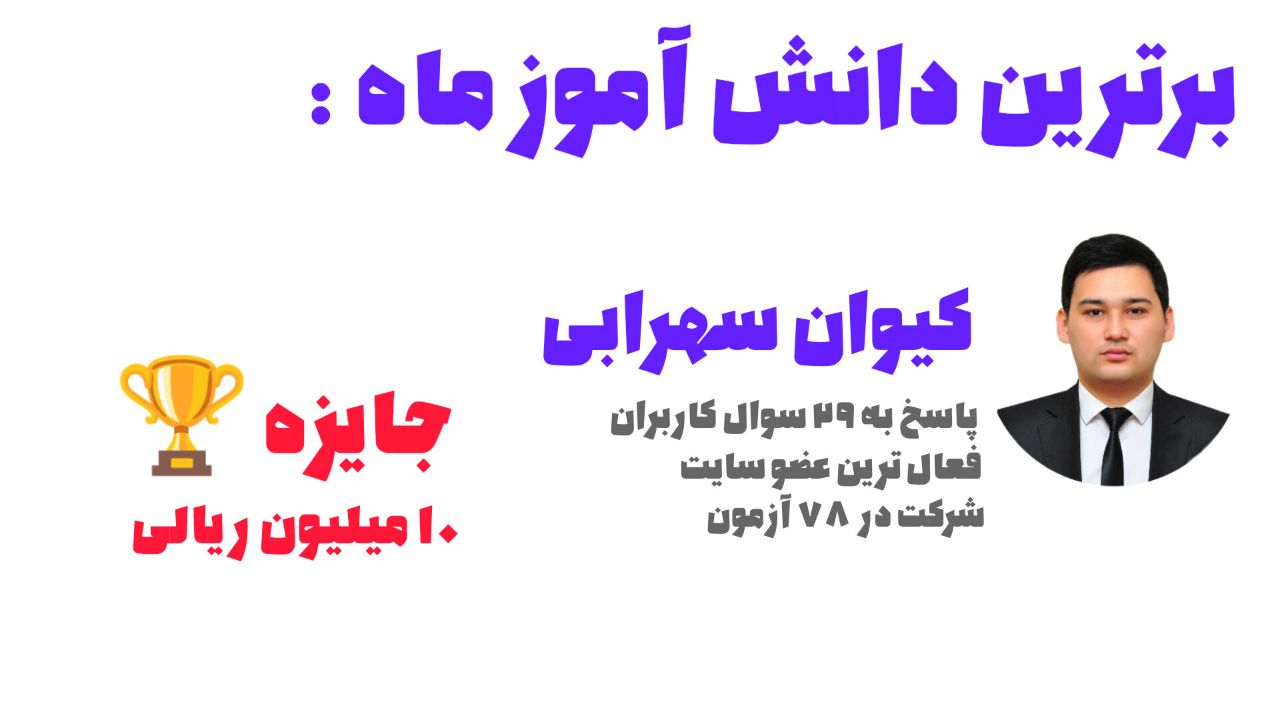 برترین دانش آموز ماه :
کیوان سهرابی
پاسخ به ۲۹ سوال کاربران
فعال ترین عضو سایت
شرکت در ۷۸ آزمون
جایزه
۱۰ میلیون ریالی